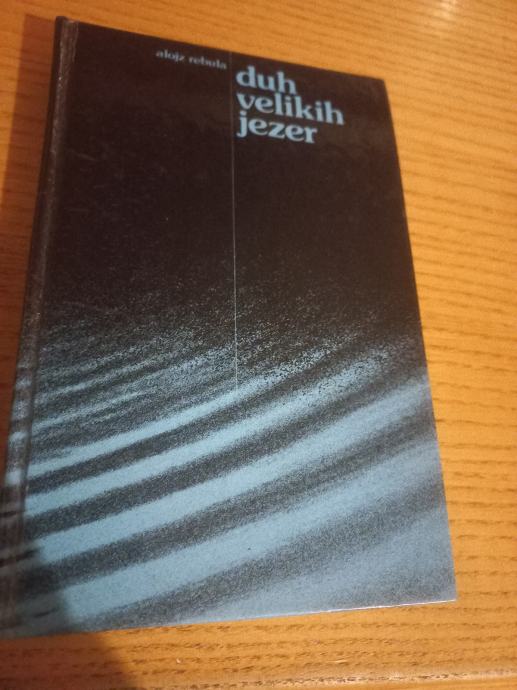 alojz rebula
duh
velikih
jezer